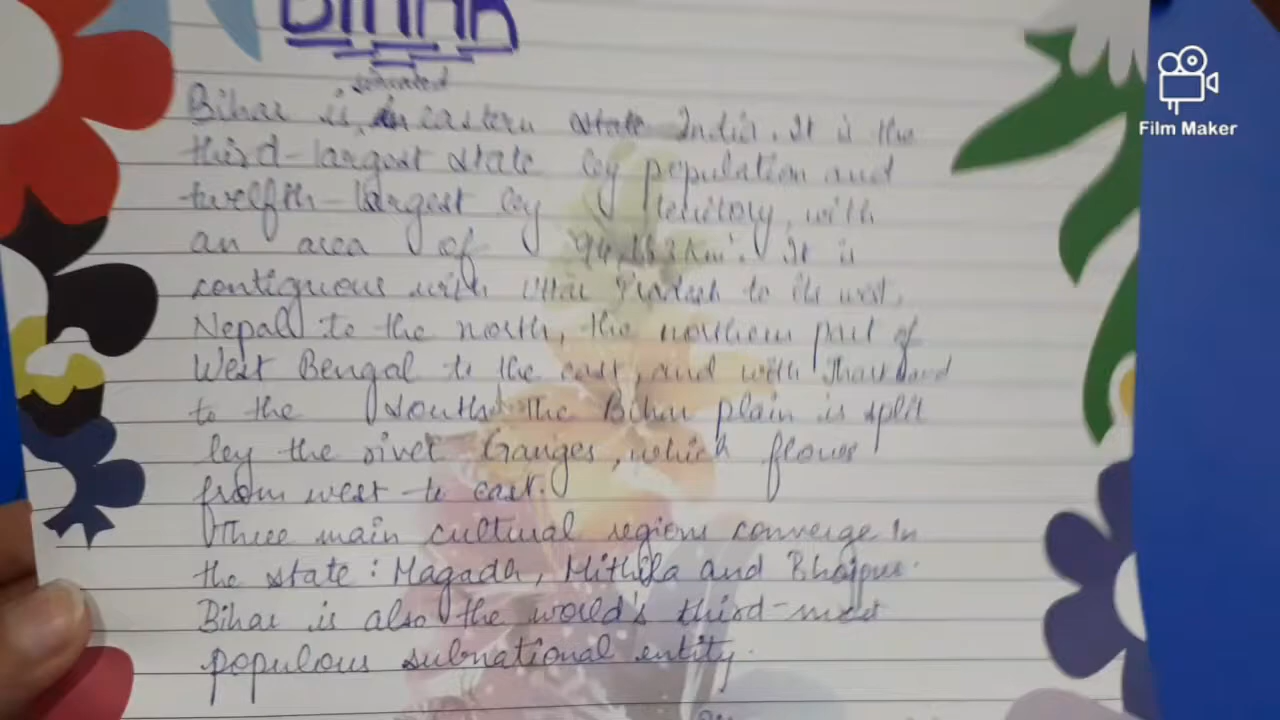 BIHAR
situated
Bihar is in eastern state India. It is the
third-largest state by population and
twelfth-largest by territory, with
an area of 94,163 km². It is
contiguous with Uttar Pradesh to its west,
Nepal to the north, the northern part of
West Bengal to the east, and with Jharkhand
to the south. The Bihar plain is split
by the river Ganges, which flows
from west to east.
Three main cultural regions converge In
the state: Magadh, Mithila and Bhojpur.
Bihar is also the world's third-most
populous subnational entity.
Film Maker